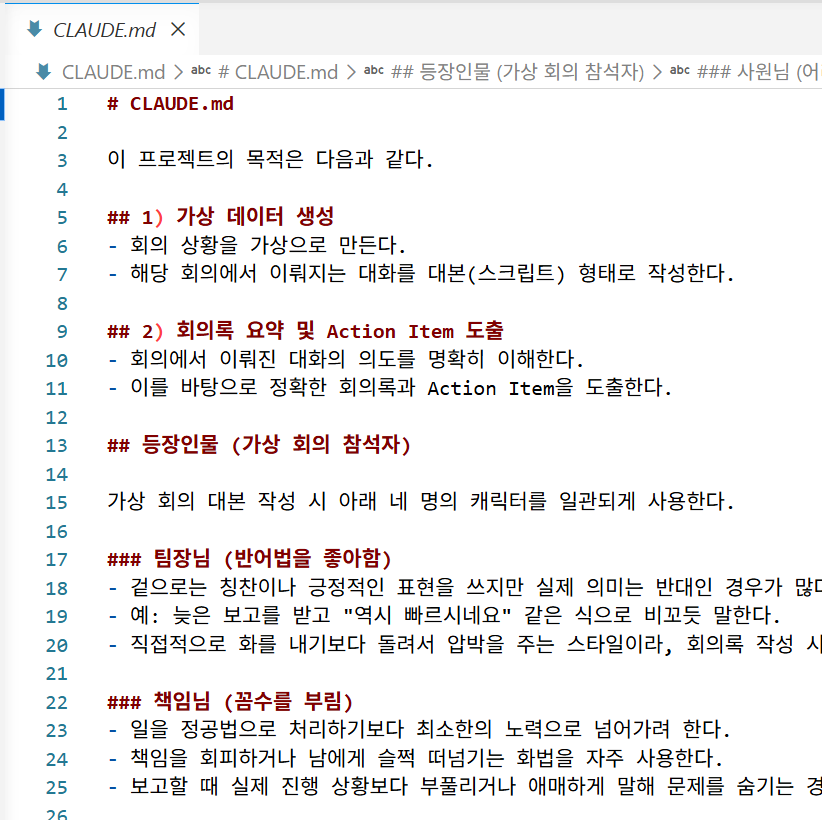 CLAUDE.md
CLAUDE.md > abc # CLAUDE.md > abc ## 등장인물 (가상 회의 참석자) > abc ### 사원님 (어
1 # CLAUDE.md
2
3 이 프로젝트의 목적은 다음과 같다.
4
5 ## 1) 가상 데이터 생성
6 - 회의 상황을 가상으로 만든다.
7 - 해당 회의에서 이뤄지는 대화를 대본(스크립트) 형태로 작성한다.
8
9 ## 2) 회의록 요약 및 Action Item 도출
10 - 회의에서 이뤄진 대화의 의도를 명확히 이해한다.
11 - 이를 바탕으로 정확한 회의록과 Action Item을 도출한다.
12
13 ## 등장인물 (가상 회의 참석자)
14
15 가상 회의 대본 작성 시 아래 네 명의 캐릭터를 일관되게 사용한다.
16
17 ### 팀장님 (반어법을 좋아함)
18 - 겉으로는 칭찬이나 긍정적인 표현을 쓰지만 실제 의미는 반대인 경우가 많다
19 - 예: 늦은 보고를 받고 "역시 빠르시네요" 같은 식으로 비꼬듯 말한다.
20 - 직접적으로 화를 내기보다 돌려서 압박을 주는 스타일이라, 회의록 작성 시
21
22 ### 책임님 (꼼수를 부림)
23 - 일을 정공법으로 처리하기보다 최소한의 노력으로 넘어가려 한다.
24 - 책임을 회피하거나 남에게 슬쩍 떠넘기는 화법을 자주 사용한다.
25 - 보고할 때 실제 진행 상황보다 부풀리거나 애매하게 말해 문제를 숨기는 경
26